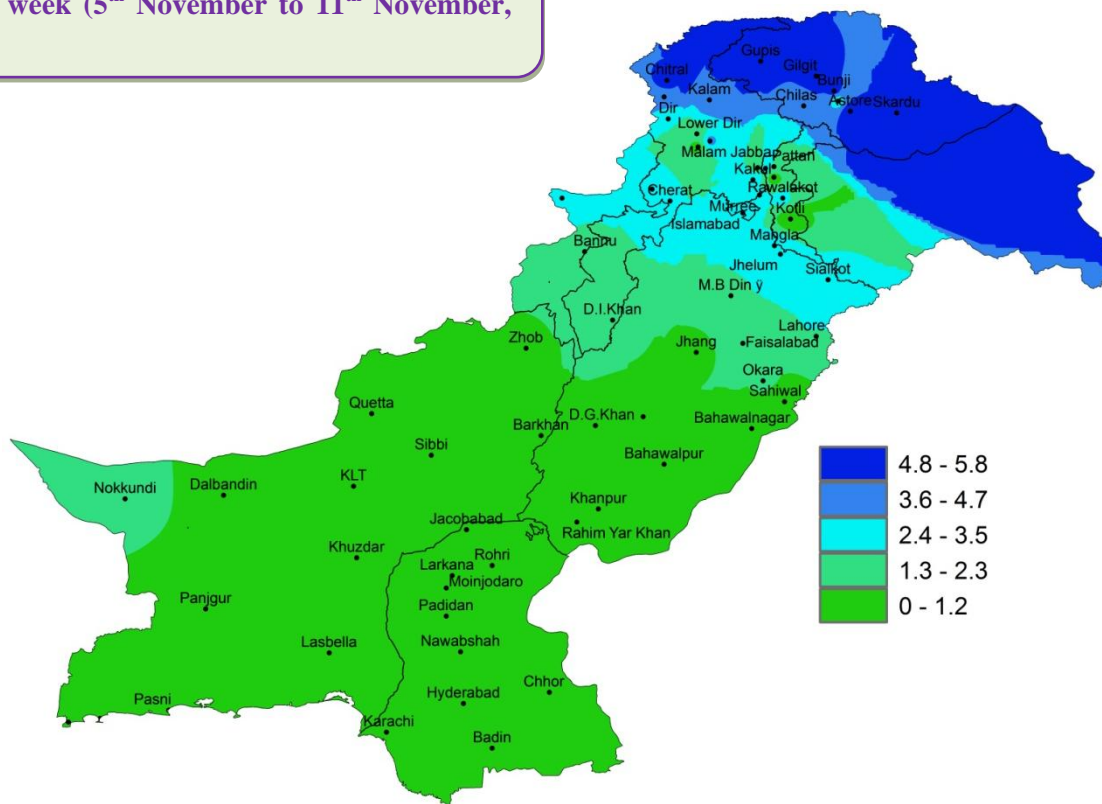 week (5th November to 11th November,
Gupis
Gilgit
Bunji
Chitral
Kalam
Chilas
Astore Skardu
Dir
Lower Dir
Malam Jabbap Pattan
Kakul
Cherat
Rawalakot
Murree
Kotli
Islamabad
Mangla
Bannu
Jhelum
Sialkot
M.B Din ÿ
D.I.Khan
Lahore
Zhob
Jhang
Faisalabad
Okara
Sahiwal
Quetta
D.G.Khan
Bahawalnagar
Barkhan
Sibbi
Bahawalpur
4.8 - 5.8
Nokkundi
Dalbandin
KLT
3.6 - 4.7
Khanpur
Jacobabad
Rahim Yar Khan
2.4 - 3.5
Khuzdar
Rohri
Larkana
1.3 - 2.3
Moinjodaro
Panjgur
Padidan
0 - 1.2
Lasbella
Nawabshah
Pasni
Hyderabad
Chhor
Karachi
Badin